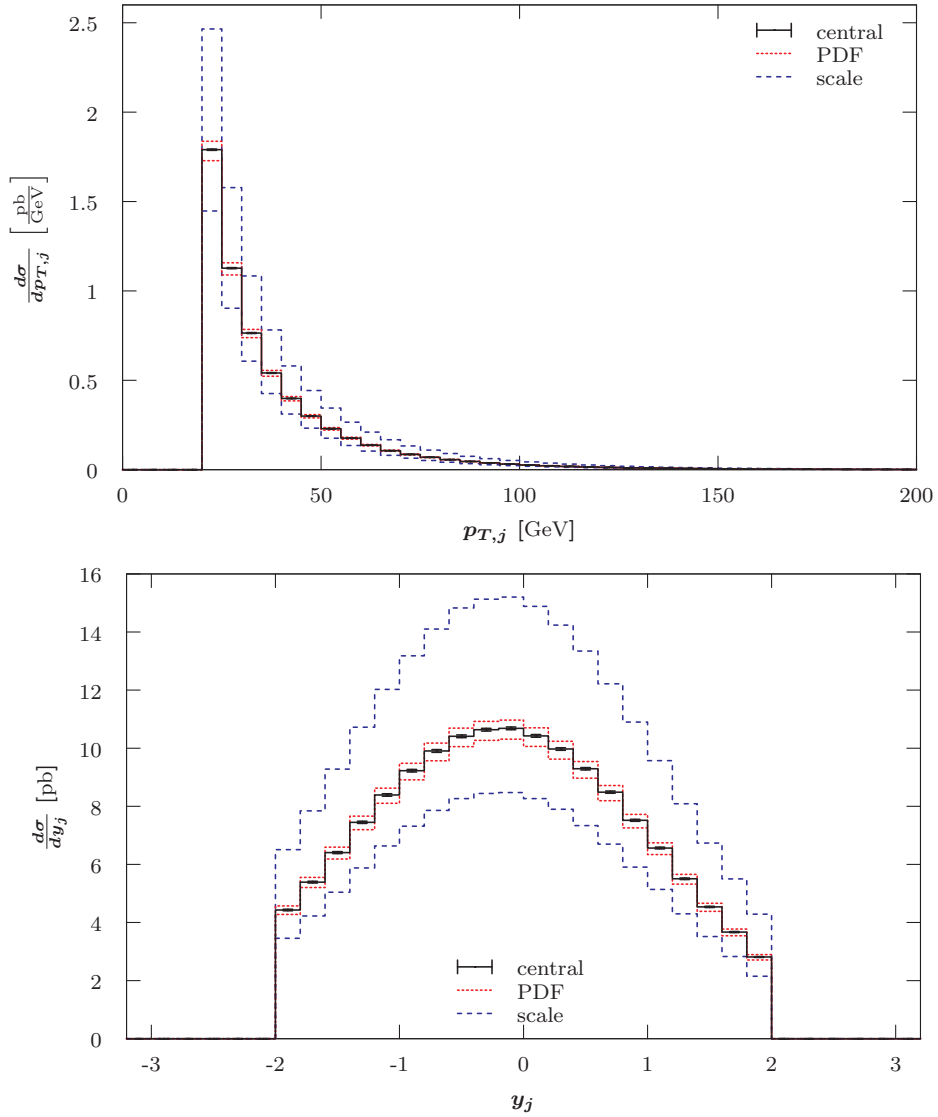 2.5
2
1.5
1
0.5
0
dσ/dp_{T,j} [pb/GeV]
central
PDF
scale
0 50 100 150 200
p_{T,j} [GeV]
16
14
12
10
8
6
4
2
0
dσ/dy_j [pb]
central
PDF
scale
-3 -2 -1 0 1 2 3
y_j